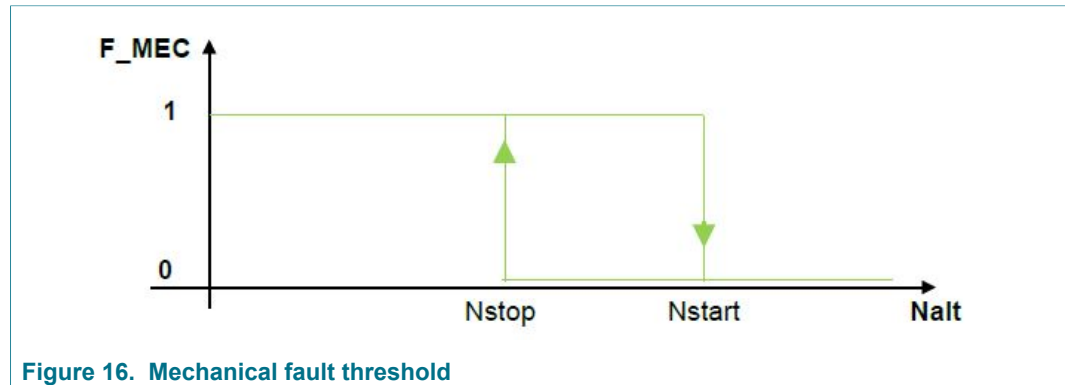 F_MEC
1
0
Nstop Nstart Nalt
Figure 16. Mechanical fault threshold